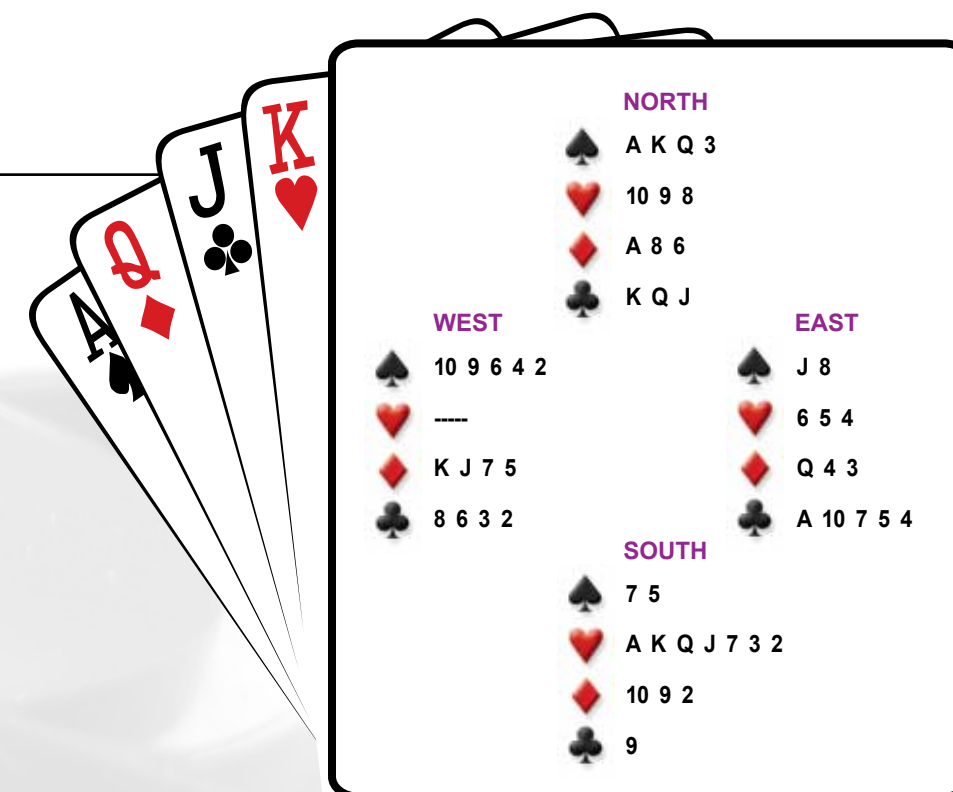 A
Q
J
K
NORTH
A K Q 3
10 9 8
A 8 6
K Q J
WEST
10 9 6 4 2
-----
K J 7 5
8 6 3 2
EAST
J 8
6 5 4
Q 4 3
A 10 7 5 4
SOUTH
7 5
A K Q J 7 3 2
10 9 2
9